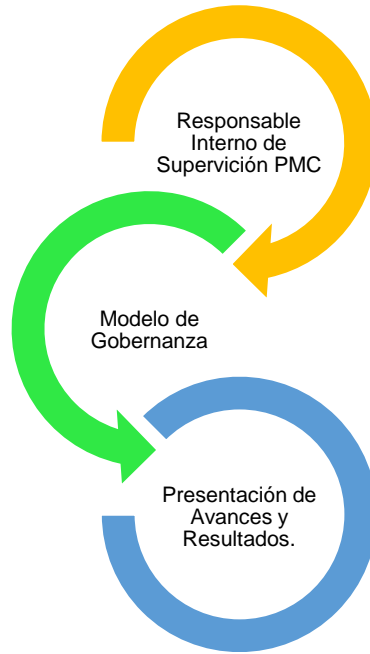 Responsable
Interno de
Supervición PMC
Modelo de
Gobernanza
Presentación de
Avances y
Resultados.